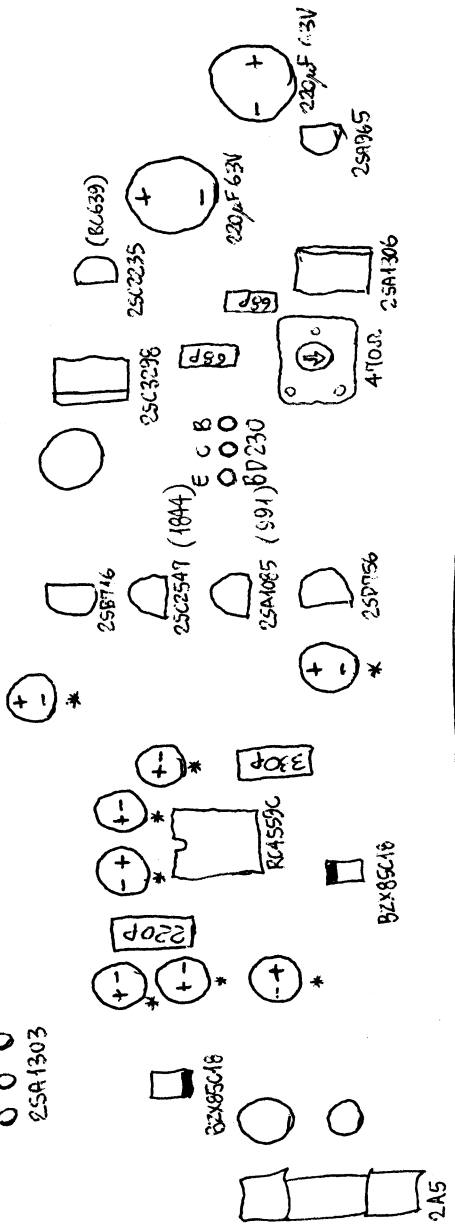 2SA1303
+ -
*
2SB716
2SC3298
2SC2235
(BC639)
+ -
*
220p
- +
*
+ -
*
+ -
*
2SC2547 (1844)
+ -
220µF 63V
BZX85C18
+ -
*
RC4559C
E C B
BD230
68p
68p
- +
*
330p
2SA1085 (991)
- +
220µF 63V
BZX85C18
+ -
*
2SD756
470Ω
2SA1306
2SA965
2A5